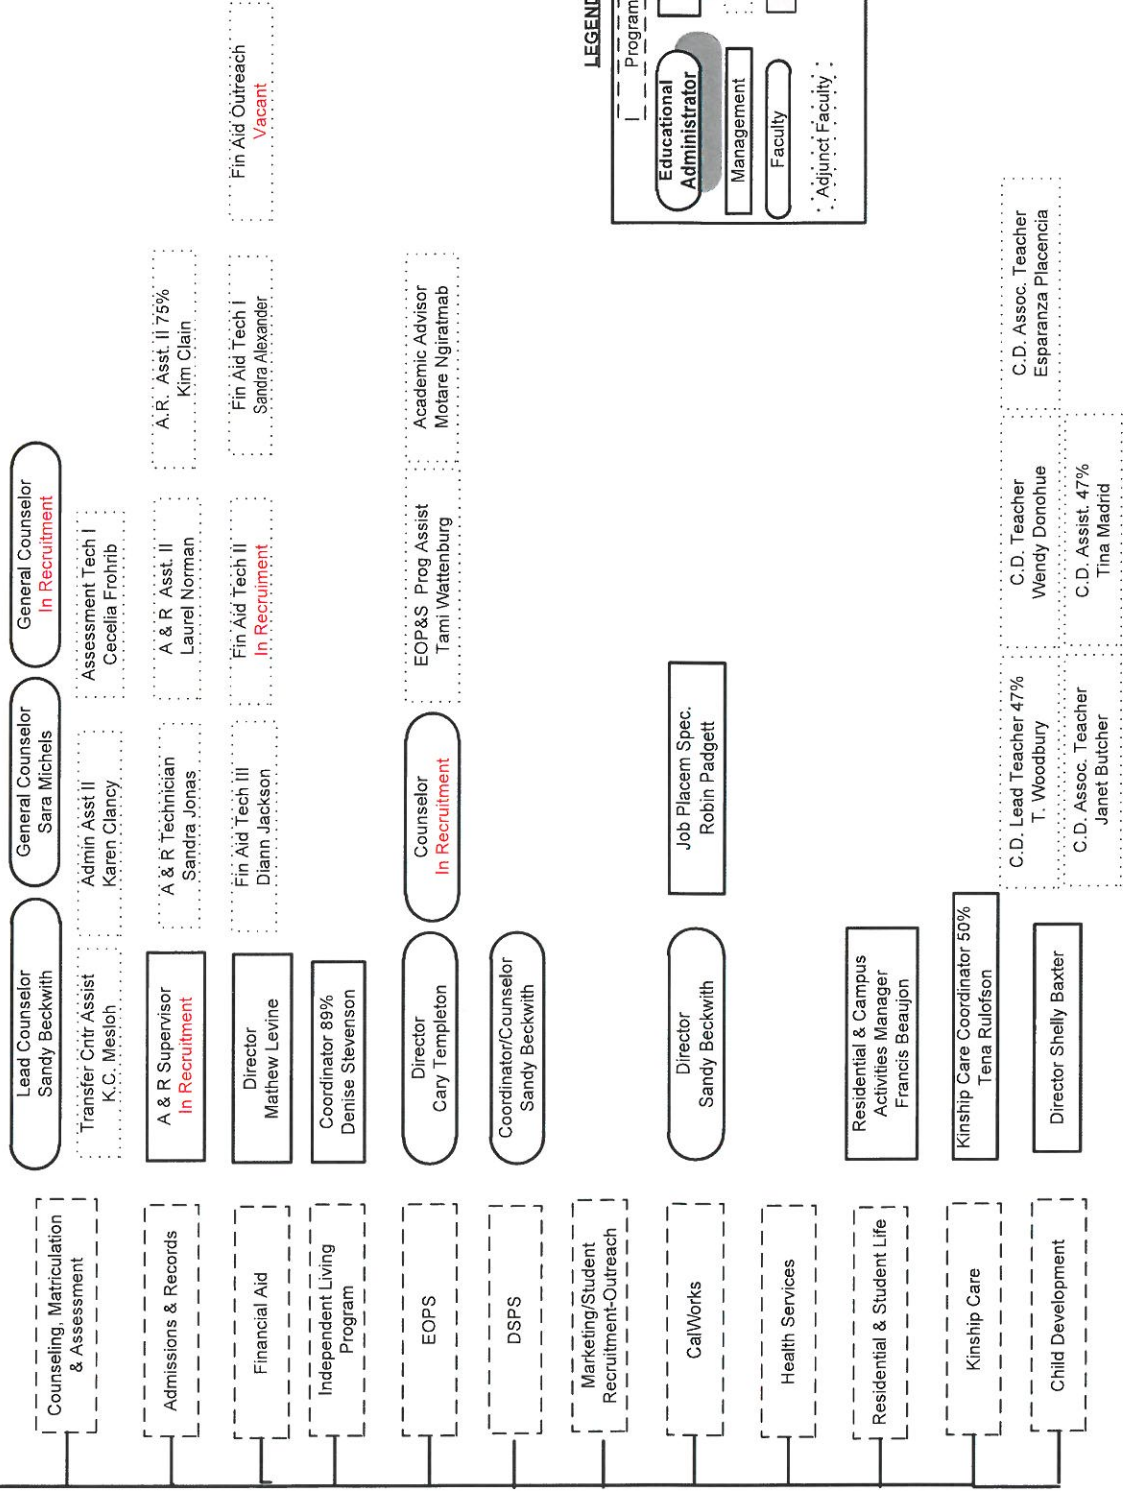 Counseling, Matriculation
& Assessment
Lead Counselor
Sandy Beckwith
General Counselor
Sara Michels
General Counselor
In Recruitment
Transfer Cntr Assist
K.C. Mesloh
Admin Asst II
Karen Clancy
Assessment Tech I
Cecelia Frohrib
Admissions & Records
A & R Supervisor
In Recruitment
A & R Technician
Sandra Jonas
A & R Asst. II
Laurel Norman
A.R. Asst. II 75%
Kim Clain
Financial Aid
Director
Mathew Levine
Fin Aid Tech III
Diann Jackson
Fin Aid Tech II
In Recruiment
Fin Aid Tech I
Sandra Alexander
Fin Aid Outreach
Vacant
Independent Living
Program
Coordinator 89%
Denise Stevenson
EOPS
Director
Cary Templeton
Counselor
In Recruitment
EOP&S Prog Assist
Tami Wattenburg
Academic Advisor
Motare Ngiratmab
DSPS
Coordinator/Counselor
Sandy Beckwith
Marketing/Student
Recruitment-Outreach
CalWorks
Director
Sandy Beckwith
Job Placem Spec.
Robin Padgett
Health Services
Residential & Student Life
Residential & Campus
Activities Manager
Francis Beaujon
Kinship Care
Kinship Care Coordinator 50%
Tena Rulofson
Child Development
Director Shelly Baxter
C.D. Lead Teacher 47%
T. Woodbury
C.D. Teacher
Wendy Donohue
C.D. Assoc. Teacher
Esparanza Placencia
C.D. Assoc. Teacher
Janet Butcher
C.D. Assist. 47%
Tina Madrid
LEGEND
Program
Educational
Administrator
Management
Faculty
Adjunct Faculty